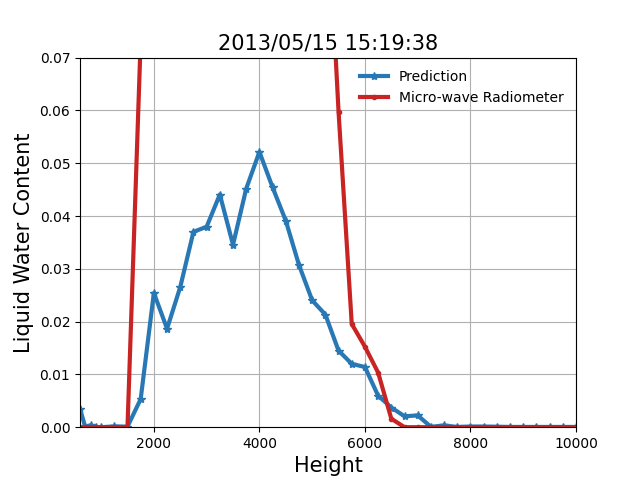 2013/05/15 15:19:38
Prediction
Micro-wave Radiometer
Liquid Water Content
0.07
0.06
0.05
0.04
0.03
0.02
0.01
0.00
2000 4000 6000 8000 10000
Height